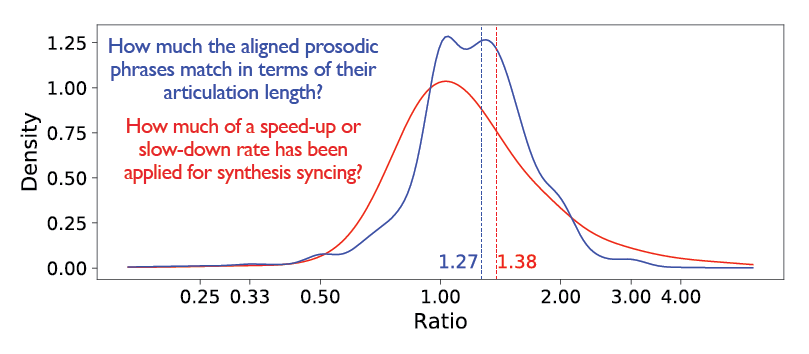 How much the aligned prosodic
phrases match in terms of their
articulation length?
How much of a speed-up or
slow-down rate has been
applied for synthesis syncing?
Density
1.25
1.00
0.75
0.50
0.25
0.00
1.27
1.38
0.25 0.33 0.50 1.00 2.00 3.00 4.00
Ratio